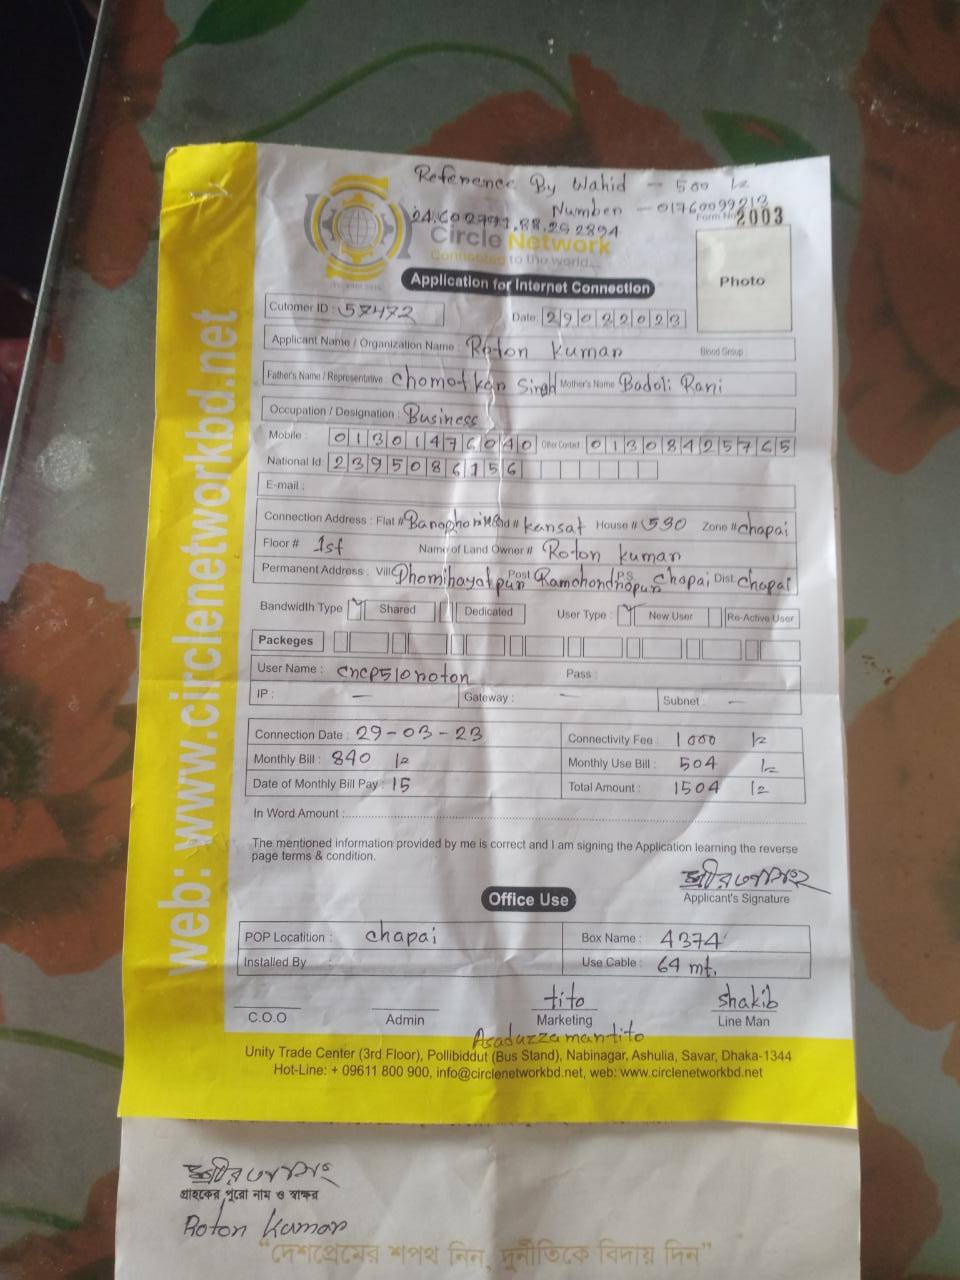 Reference By Wahid - 500 /=
Number - 01760099213
Form No 2003
Circle Network
Connected to the world...
Photo
Application for Internet Connection
Cutomer ID : 57472 Date 29022023
Applicant Name / Organization Name : Roton kumar Blood Group
Father's Name / Representative : Chomotkar Singh Mother's Name Badoli Rani
Occupation / Designation : Business
Mobile : 01301476040 Other Contact 01308425765
National Id: 2395086156
E-mail :
Connection Address : Flat # Road # kansat House # 530 Zone # chapai
Floor # 1st Name of Land Owner # Roton kumar
Permanent Address : Vill Dhomihayatpur Post Ramchondropur P.S. Chapai Dist: Chapai
Bandwidth Type Shared Dedicated User Type : New User Re-Active User
Packeges
User Name : cncp510roton Pass :
IP : — Gateway : — Subnet : —
Connection Date : 29-03-23 Connectivity Fee : 1000 /=
Monthly Bill : 840 /= Monthly Use Bill : 504 /=
Date of Monthly Bill Pay : 15 Total Amount : 1504 /=
In Word Amount :
The mentioned information provided by me is correct and I am signing the Application learning the reverse
page terms & condition.
Applicant's Signature
Office Use
POP Locatition : chapai Box Name : 4374
Installed By : Use Cable : 64 mt.
tito shakib
C.O.O Admin Marketing Line Man
Asaduzzaman tito
Unity Trade Center (3rd Floor), Pollibiddut (Bus Stand), Nabinagar, Ashulia, Savar, Dhaka-1344
Hot-Line: + 09611 800 900, info@circlenetworkbd.net, web: www.circlenetworkbd.net
web: www.circlenetworkbd.net
গ্রাহকের পুরো নাম ও স্বাক্ষর
Roton Kumar
“দেশপ্রেমের শপথ নিন, দুর্নীতিকে বিদায় দিন”